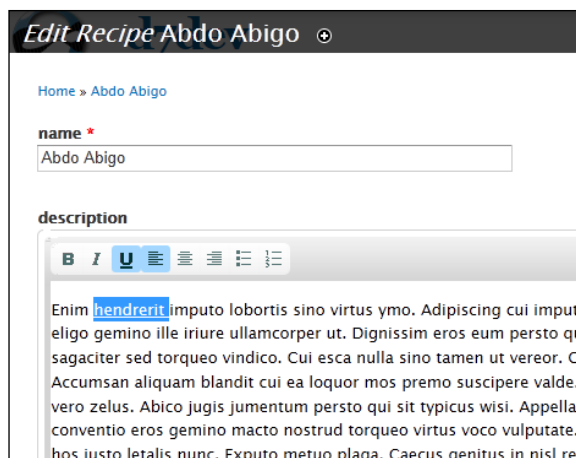 d7dev
Edit Recipe Abdo Abigo
Home » Abdo Abigo
name *
Abdo Abigo
description
B I U
Enim hendrerit imputo lobortis sino virtus ymo. Adipiscing cui imput
eligo gemino ille iriure ullamcorper ut. Dignissim eros eum persto qu
sagaciter sed torqueo vindico. Cui esca nulla sino tamen ut vereor. C
Accumsan aliquam blandit cui ea loquor mos premo suscipere valde.
vero zelus. Abico jugis jumentum persto qui sit typicus wisi. Appella
conventio eros gemino macto nostrud torqueo virtus voco vulputate.
hos iusto letalis nunc. Exputo metuo plaga. Caecus genitus in nisl re